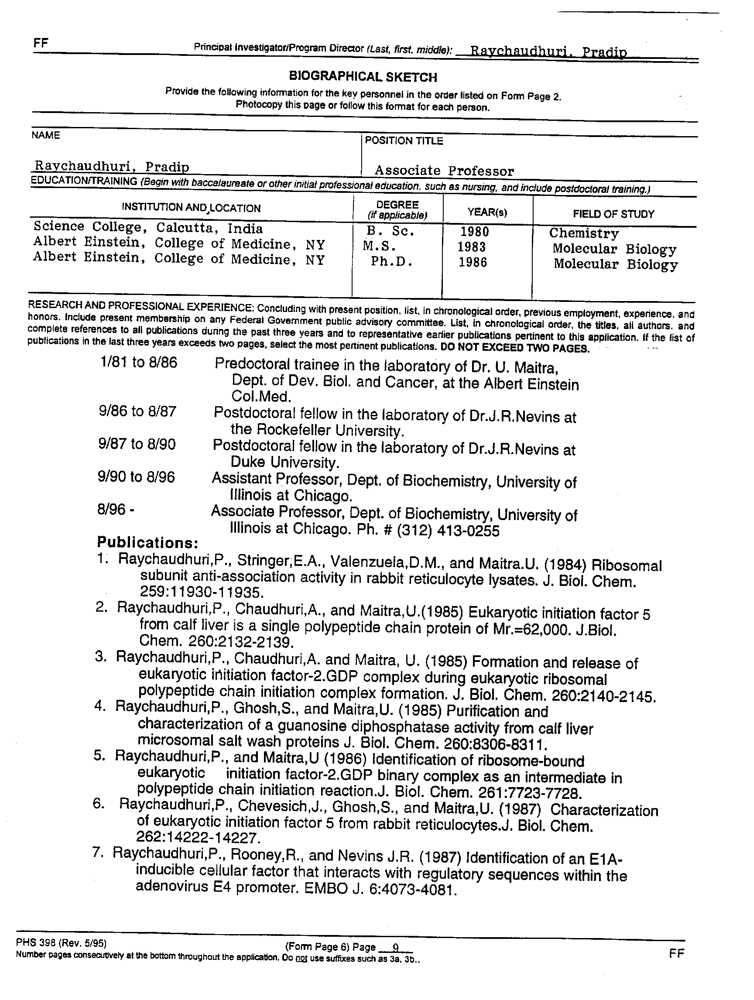 FF
Principal Investigator/Program Director (Last, first, middle): Raychaudhuri, Pradip
BIOGRAPHICAL SKETCH
Provide the following information for the key personnel in the order listed on Form Page 2.
Photocopy this page or follow this format for each person.
NAME
POSITION TITLE
Raychaudhuri, Pradip
Associate Professor
EDUCATION/TRAINING (Begin with baccalaureate or other initial professional education, such as nursing, and include postdoctoral training.)
INSTITUTION AND LOCATION DEGREE (if applicable) YEAR(s) FIELD OF STUDY
Science College, Calcutta, India B. Sc. 1980 Chemistry
Albert Einstein, College of Medicine, NY M.S. 1983 Molecular Biology
Albert Einstein, College of Medicine, NY Ph.D. 1986 Molecular Biology
RESEARCH AND PROFESSIONAL EXPERIENCE: Concluding with present position, list, in chronological order, previous employment, experience, and
honors. Include present membership on any Federal Government public advisory committee. List, in chronological order, the titles, all authors, and
complete references to all publications during the past three years and to representative earlier publications pertinent to this application. If the list of
publications in the last three years exceeds two pages, select the most pertinent publications. DO NOT EXCEED TWO PAGES.
1/81 to 8/86 Predoctoral trainee in the laboratory of Dr. U. Maitra,
Dept. of Dev. Biol. and Cancer, at the Albert Einstein
Col.Med.
9/86 to 8/87 Postdoctoral fellow in the laboratory of Dr.J.R.Nevins at
the Rockefeller University.
9/87 to 8/90 Postdoctoral fellow in the laboratory of Dr.J.R.Nevins at
Duke University.
9/90 to 8/96 Assistant Professor, Dept. of Biochemistry, University of
Illinois at Chicago.
8/96 - Associate Professor, Dept. of Biochemistry, University of
Illinois at Chicago. Ph. # (312) 413-0255
Publications:
1. Raychaudhuri,P., Stringer,E.A., Valenzuela,D.M., and Maitra.U. (1984) Ribosomal
subunit anti-association activity in rabbit reticulocyte lysates. J. Biol. Chem.
259:11930-11935.
2. Raychaudhuri,P., Chaudhuri,A., and Maitra,U.(1985) Eukaryotic initiation factor 5
from calf liver is a single polypeptide chain protein of Mr.=62,000. J.Biol.
Chem. 260:2132-2139.
3. Raychaudhuri,P., Chaudhuri,A. and Maitra, U. (1985) Formation and release of
eukaryotic initiation factor-2.GDP complex during eukaryotic ribosomal
polypeptide chain initiation complex formation. J. Biol. Chem. 260:2140-2145.
4. Raychaudhuri,P., Ghosh,S., and Maitra,U. (1985) Purification and
characterization of a guanosine diphosphatase activity from calf liver
microsomal salt wash proteins J. Biol. Chem. 260:8306-8311.
5. Raychaudhuri,P., and Maitra,U (1986) Identification of ribosome-bound
eukaryotic initiation factor-2.GDP binary complex as an intermediate in
polypeptide chain initiation reaction.J. Biol. Chem. 261:7723-7728.
6. Raychaudhuri,P., Chevesich,J., Ghosh,S., and Maitra,U. (1987) Characterization
of eukaryotic initiation factor 5 from rabbit reticulocytes.J. Biol. Chem.
262:14222-14227.
7. Raychaudhuri,P., Rooney,R., and Nevins J.R. (1987) Identification of an E1A-
inducible cellular factor that interacts with regulatory sequences within the
adenovirus E4 promoter. EMBO J. 6:4073-4081.
PHS 398 (Rev. 5/95) (Form Page 6) Page 9 FF
Number pages consecutively at the bottom throughout the application. Do not use suffixes such as 3a, 3b..